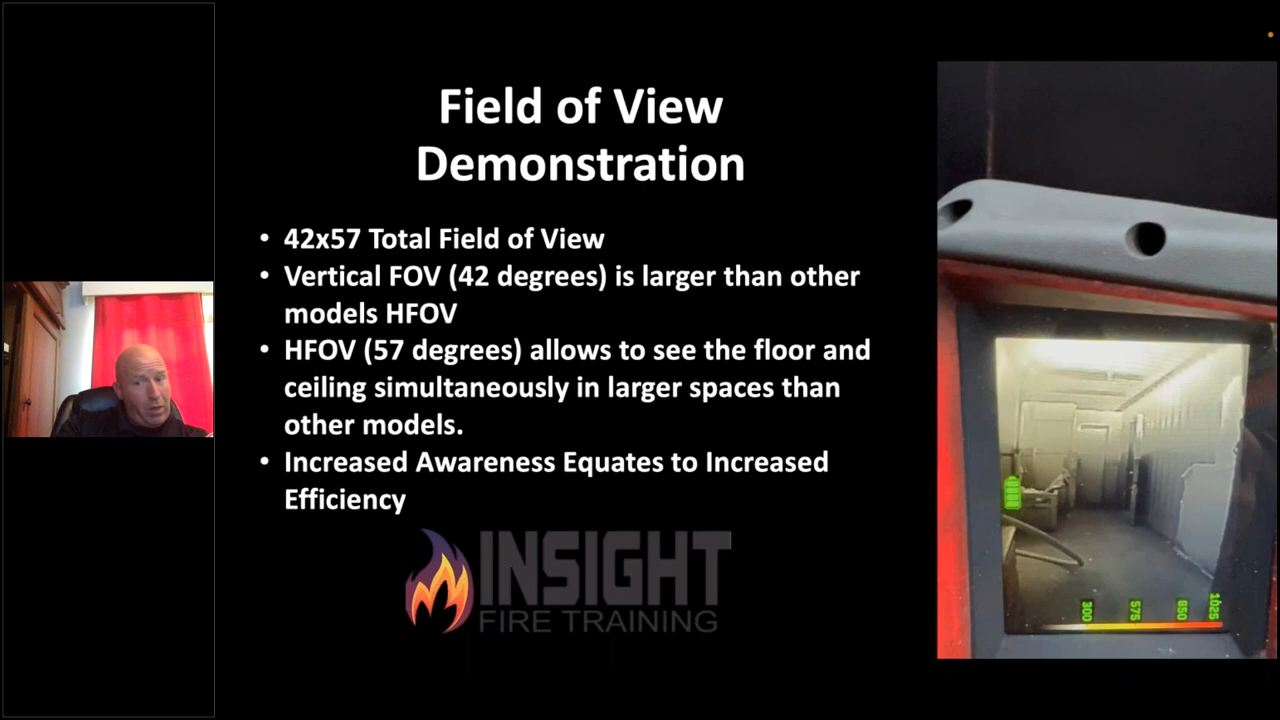 Field of View
Demonstration
• 42x57 Total Field of View
• Vertical FOV (42 degrees) is larger than other
models HFOV
• HFOV (57 degrees) allows to see the floor and
ceiling simultaneously in larger spaces than
other models.
• Increased Awareness Equates to Increased
Efficiency
INSIGHT
FIRE TRAINING
300 575 850 1025